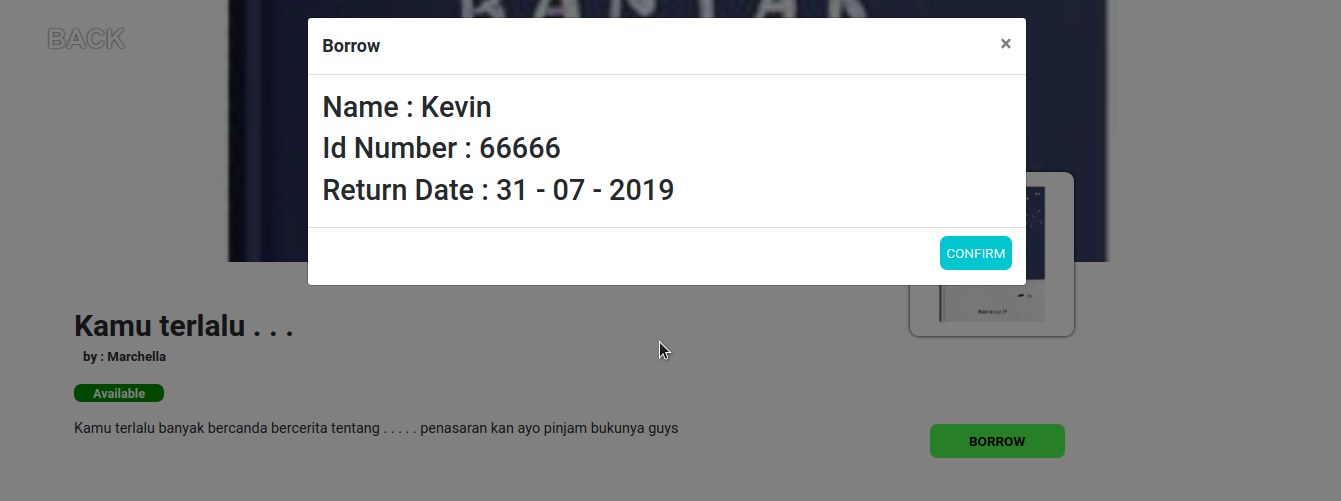 BANYAK
BACK
Borrow
×
Name : Kevin
Id Number : 66666
Return Date : 31 - 07 - 2019
CONFIRM
Kamu terlalu . . .
by : Marchella
Available
Kamu terlalu banyak bercanda bercerita tentang . . . . . penasaran kan ayo pinjam bukunya guys
BORROW